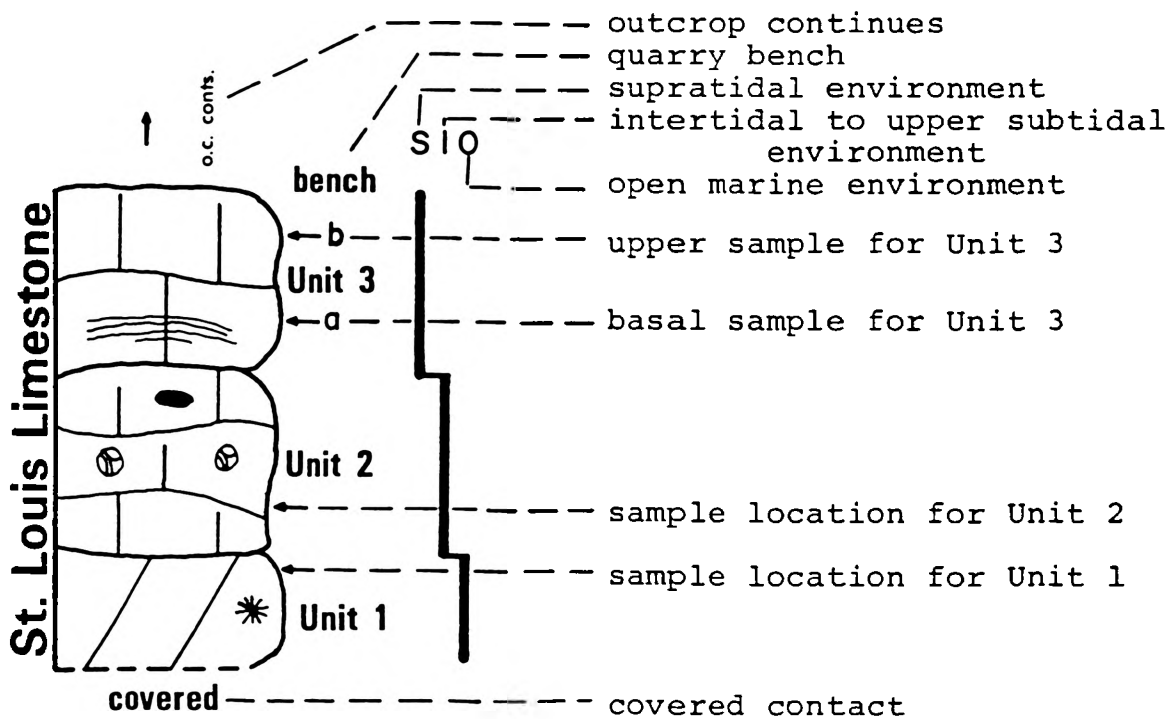 outcrop continues
quarry bench
supratidal environment
intertidal to upper subtidal
environment
open marine environment
o.c. conts.
S I O
bench
b
upper sample for Unit 3
Unit 3
a
basal sample for Unit 3
St. Louis Limestone
Unit 2
sample location for Unit 2
sample location for Unit 1
Unit 1
covered
covered contact